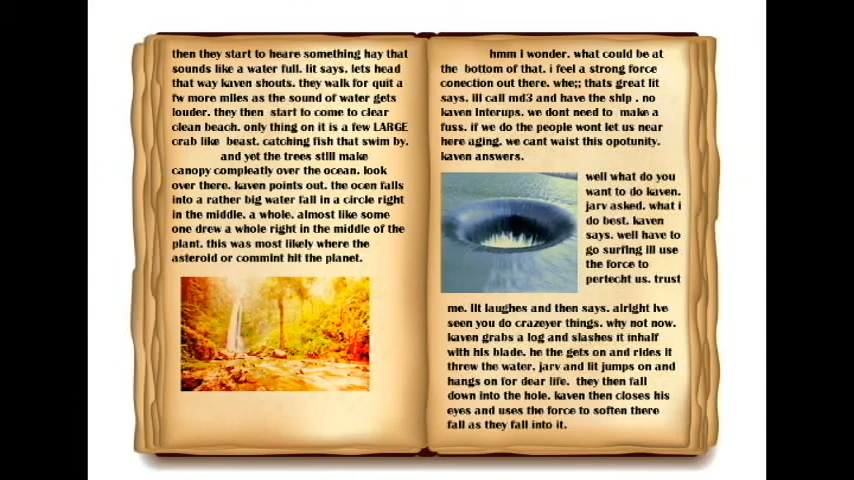 then they start to heare something hay that
sounds like a water full. lit says. lets head
that way kaven shouts. they walk for quit a
fw more miles as the sound of water gets
louder. they then start to come to clear
clean beach. only thing on it is a few LARGE
crab like beast. catching fish that swim by.
and yet the trees still make
canopy compleatly over the ocean. look
over there. kaven points out. the ocen falls
into a rather big water fall in a circle right
in the middle. a whole. almost like some
one drew a whole right in the middle of the
plant. this was most likely where the
asteroid or commint hit the planet.
hmm i wonder. what could be at
the bottom of that. i feel a strong force
conection out there. whe;; thats great lit
says. ill call md3 and have the ship . no
kaven interups. we dont need to make a
fuss. if we do the people wont let us near
here aging. we cant waist this opotunity.
kaven answers.
well what do you
want to do kaven.
jarv asked. what i
do best. kaven
says. well have to
go surfing ill use
the force to
pertecht us. trust
me. lit laughes and then says. alright ive
seen you do crazeyer things. why not now.
kaven grabs a log and slashes it inhalf
with his blade. he the gets on and rides it
threw the water. jarv and lit jumps on and
hangs on for dear life. they then fall
down into the hole. kaven then closes his
eyes and uses the force to soften there
fall as they fall into it.